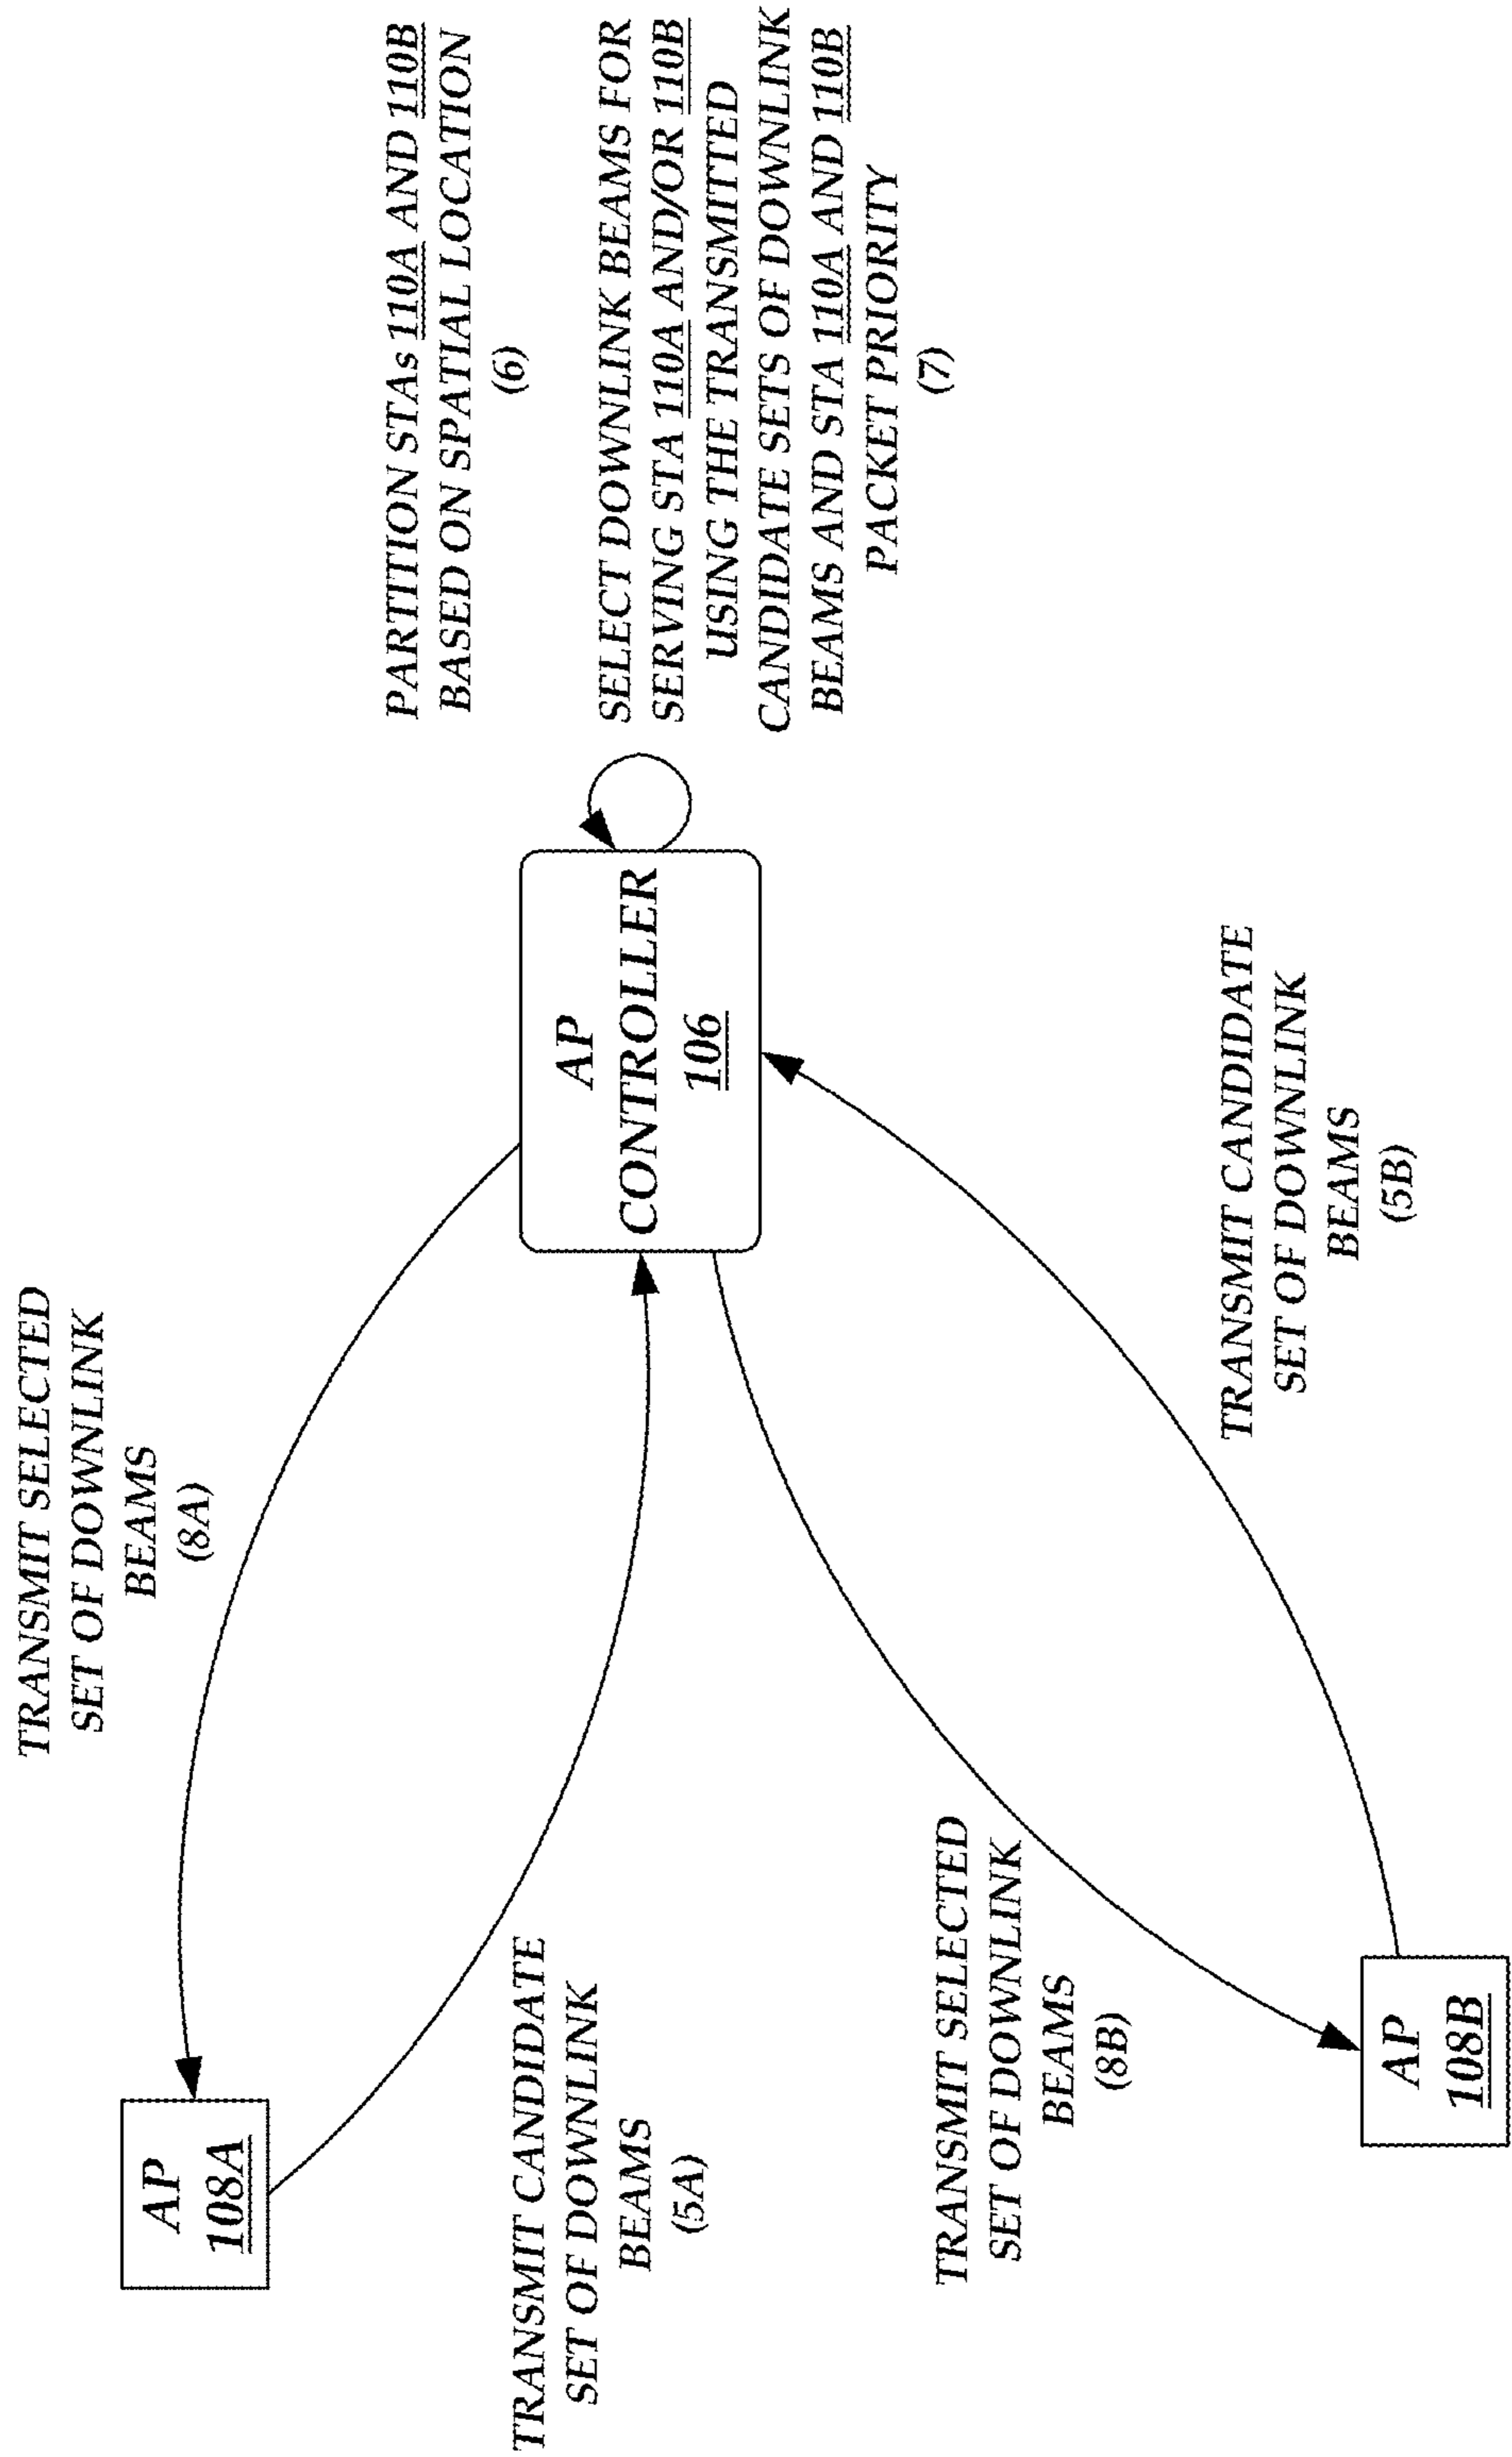 TRANSMIT SELECTED
SET OF DOWNLINK
BEAMS
(8A)
AP
108A
TRANSMIT CANDIDATE
SET OF DOWNLINK
BEAMS
(5A)
AP
CONTROLLER
106
PARTITION STAs 110A AND 110B
BASED ON SPATIAL LOCATION
(6)
SELECT DOWNLINK BEAMS FOR
SERVING STA 110A AND/OR 110B
USING THE TRANSMITTED
CANDIDATE SETS OF DOWNLINK
BEAMS AND STA 110A AND 110B
PACKET PRIORITY
(7)
TRANSMIT SELECTED
SET OF DOWNLINK
BEAMS
(8B)
TRANSMIT CANDIDATE
SET OF DOWNLINK
BEAMS
(5B)
AP
108B